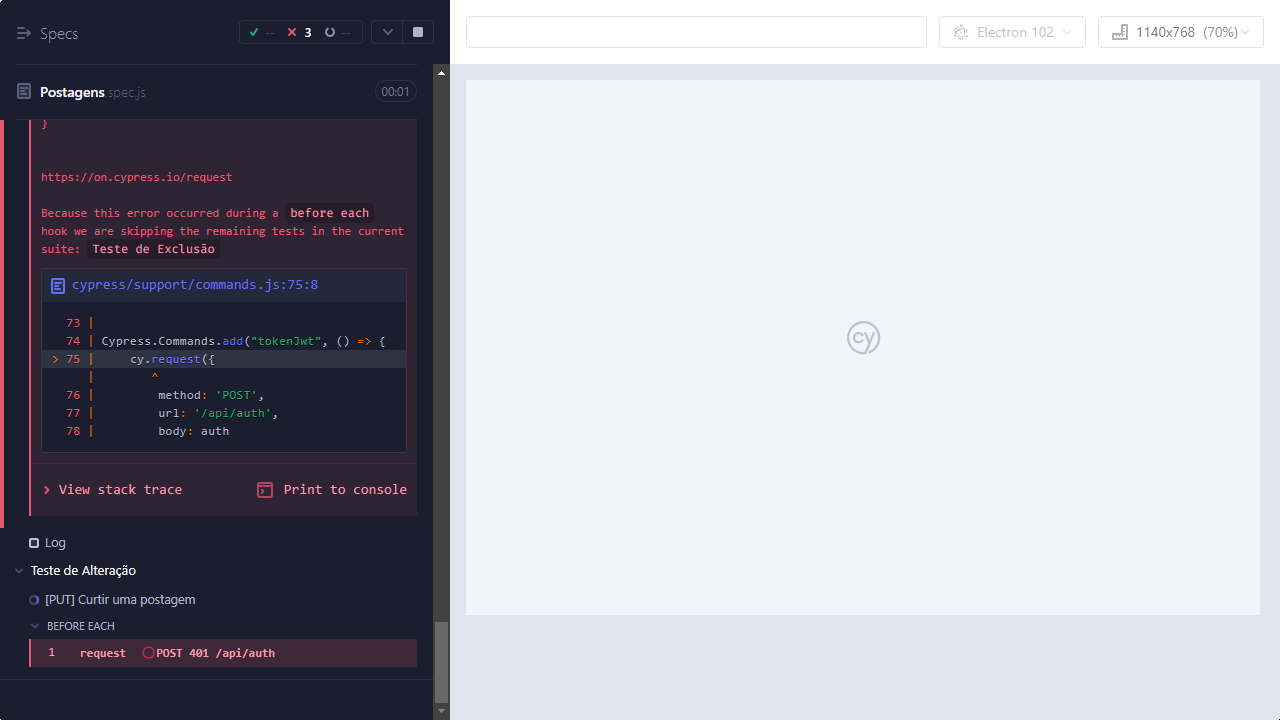 Specs
-- 3 --
Electron 102
1140x768 (70%)
Postagens.spec.js
00:01
}
https://on.cypress.io/request
Because this error occurred during a before each
hook we are skipping the remaining tests in the current
suite: Teste de Exclusão
cypress/support/commands.js:75:8
73 |
74 | Cypress.Commands.add("tokenJwt", () => {
> 75 |     cy.request({
|        ^
76 |         method: 'POST',
77 |         url: '/api/auth',
78 |         body: auth
View stack trace
Print to console
Log
Teste de Alteração
[PUT] Curtir uma postagem
BEFORE EACH
1 request POST 401 /api/auth
cy